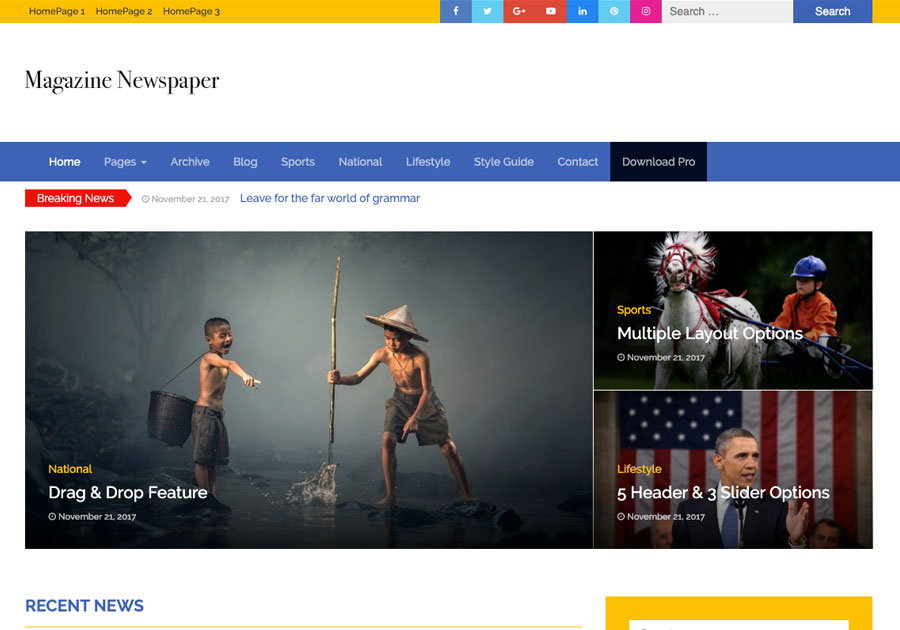 HomePage 1 HomePage 2 HomePage 3
Search …
Search
Magazine Newspaper
Home Pages Archive Blog Sports National Lifestyle Style Guide Contact Download Pro
Breaking News November 21, 2017 Leave for the far world of grammar
National
Drag & Drop Feature
November 21, 2017
Sports
Multiple Layout Options
November 21, 2017
Lifestyle
5 Header & 3 Slider Options
November 21, 2017
RECENT NEWS